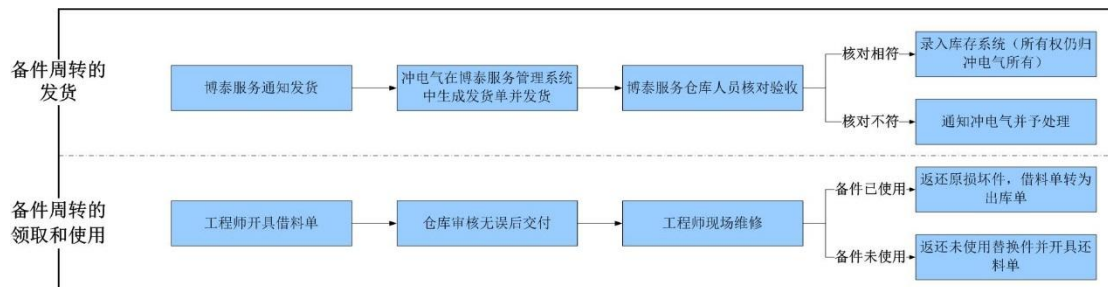 备件周转的
发货
博泰服务通知发货
冲电气在博泰服务管理系统
中生成发货单并发货
博泰服务仓库人员核对验收
核对相符
录入库存系统（所有权仍归
冲电气所有）
核对不符
通知冲电气并予处理
备件周转的
领取和使用
工程师开具借料单
仓库审核无误后交付
工程师现场维修
备件已使用
返还原损坏件，借料单转为
出库单
备件未使用
返还未使用替换件并开具还
料单